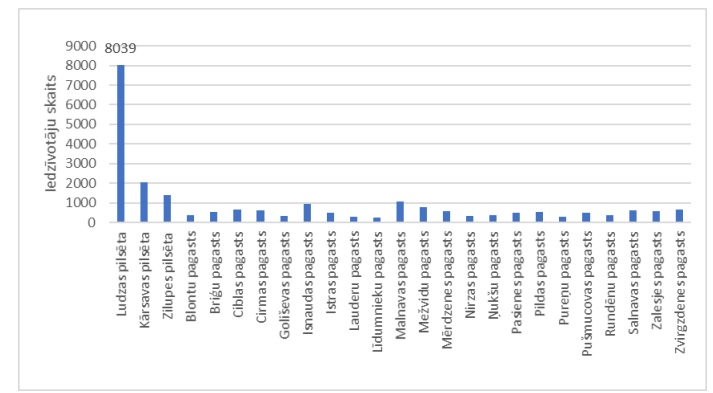 9000
8039
8000
7000
6000
5000
4000
3000
2000
1000
0
Iedzīvotāju skaits
Ludzas pilsēta
Kārsavas pilsēta
Zilupes pilsēta
Blontu pagasts
Briģu pagasts
Ciblas pagasts
Cirmas pagasts
Goliševas pagasts
Isnaudas pagasts
Istras pagasts
Lauderu pagasts
Līdumnieku pagasts
Malnavas pagasts
Mežvidu pagasts
Mērdzenes pagasts
Nirzas pagasts
Ņukšu pagasts
Pasienes pagasts
Pildas pagasts
Pureņu pagasts
Pušmucovas pagasts
Rundēnu pagasts
Salnavas pagasts
Zaļesje pagasts
Zvirgzdenes pagasts